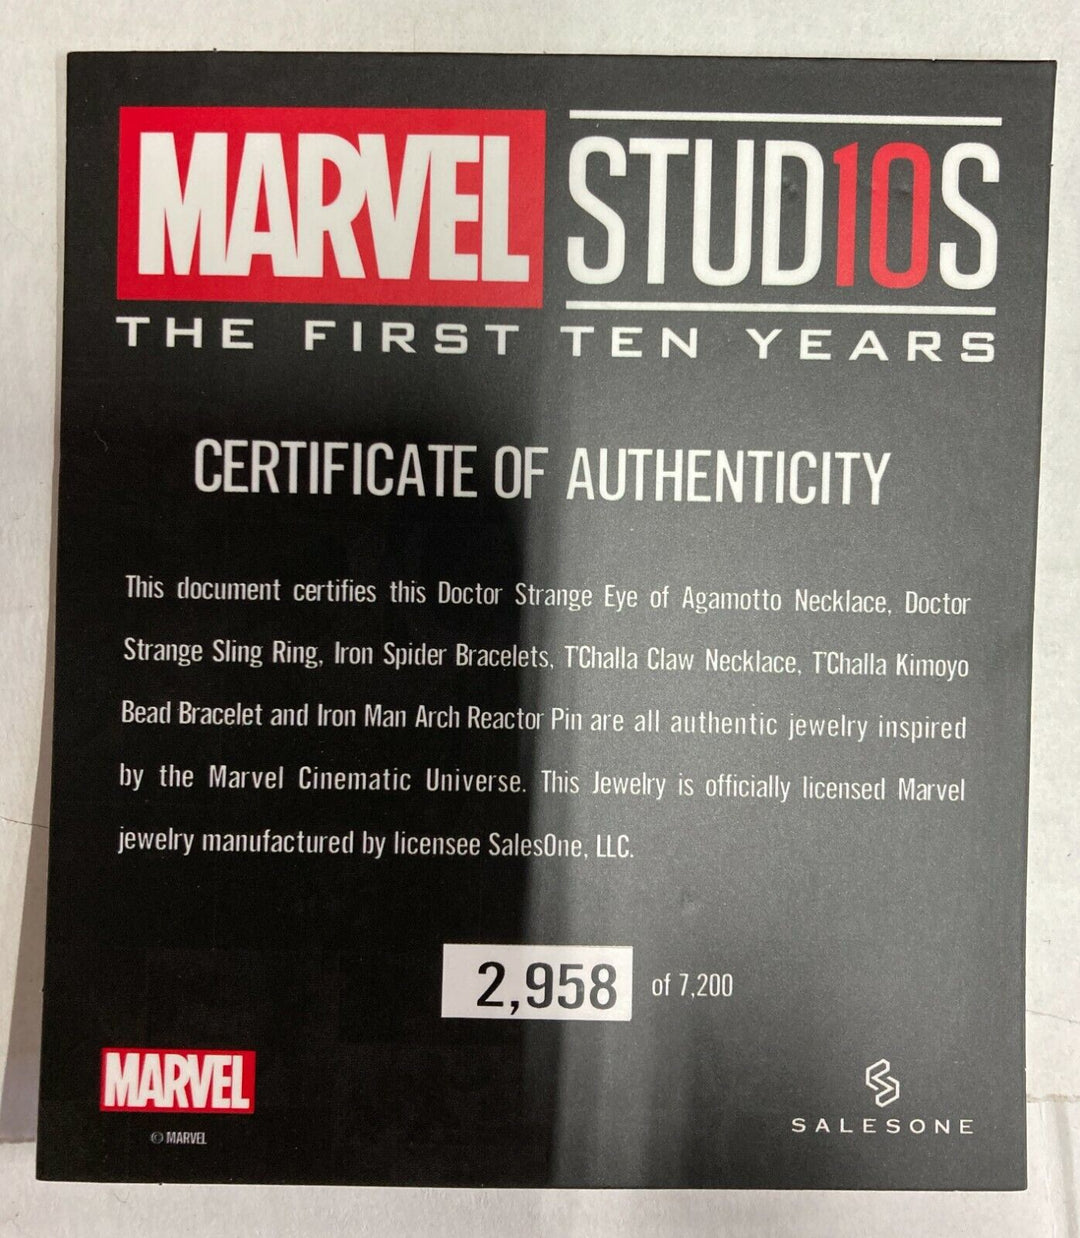 MARVEL STUD10S
THE FIRST TEN YEARS
CERTIFICATE OF AUTHENTICITY
This document certifies this Doctor Strange Eye of Agamotto Necklace, Doctor
Strange Sling Ring, Iron Spider Bracelets, T'Challa Claw Necklace, T'Challa Kimoyo
Bead Bracelet and Iron Man Arch Reactor Pin are all authentic jewelry inspired
by the Marvel Cinematic Universe. This Jewelry is officially licensed Marvel
jewelry manufactured by licensee SalesOne, LLC.
2,958 of 7,200
MARVEL
© MARVEL
SALESONE